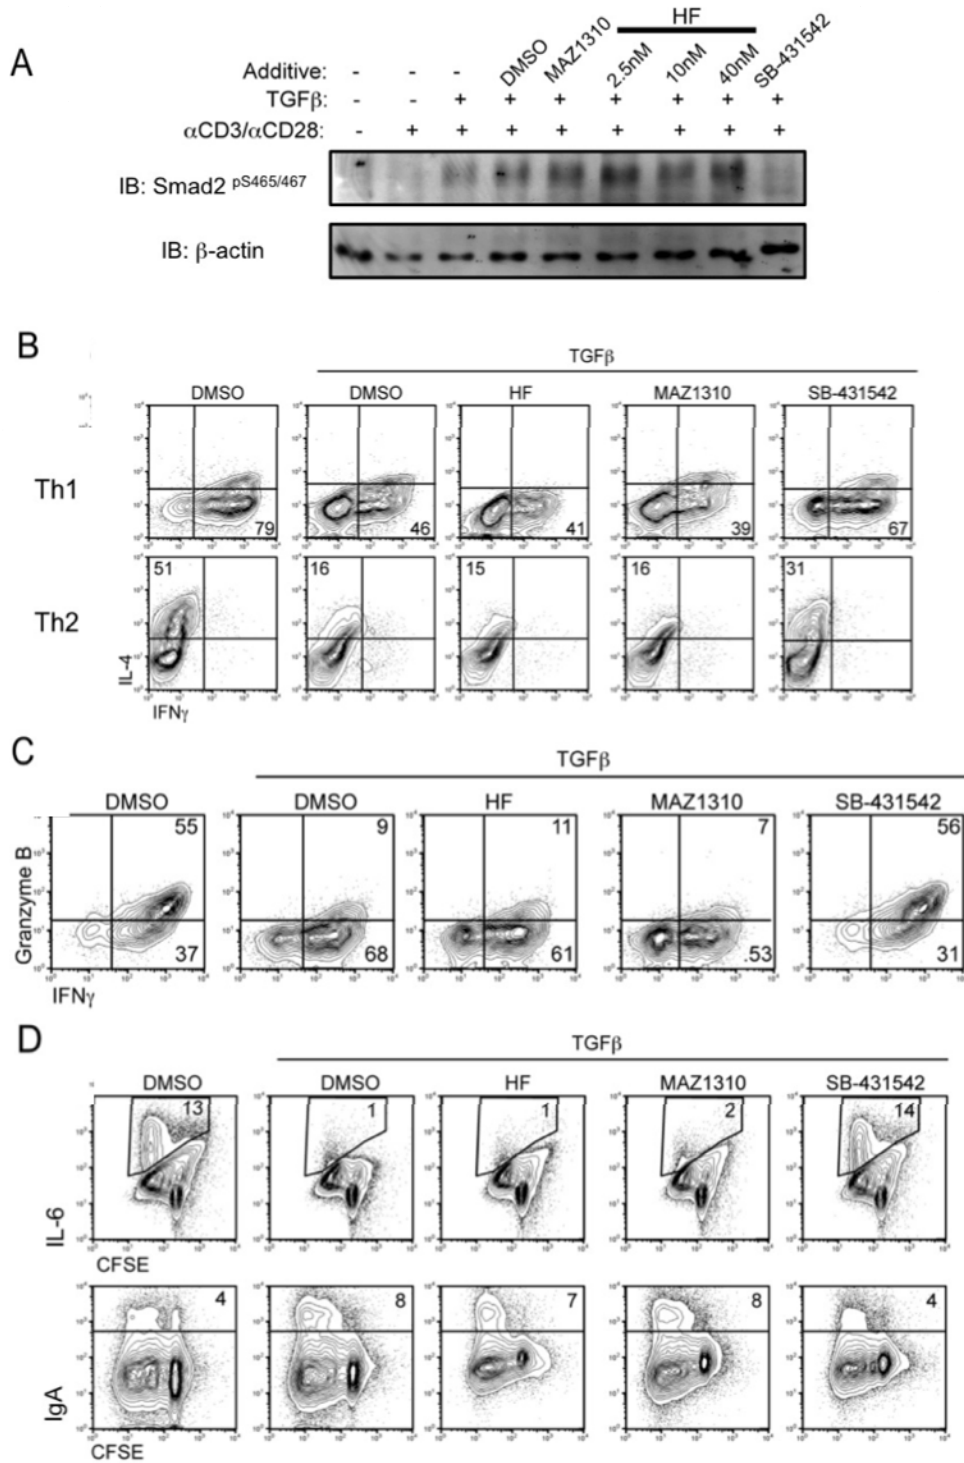 A
HF
Additive: - - - DMSO MAZ1310 2.5nM 10nM 40nM SB-431542
TGFβ: - - + + + + + + +
αCD3/αCD28: - + + + + + + + +
IB: Smad2 pS465/467
IB: β-actin
B
TGFβ
DMSO DMSO HF MAZ1310 SB-431542
Th1
79 46 41 39 67
Th2
51 16 15 16 31
IL-4
IFNγ
C
TGFβ
DMSO DMSO HF MAZ1310 SB-431542
55 9 11 7 56
Granzyme B
37 68 61 .53 31
IFNγ
D
TGFβ
DMSO DMSO HF MAZ1310 SB-431542
13 1 1 2 14
IL-6
CFSE
4 8 7 8 4
IgA
CFSE